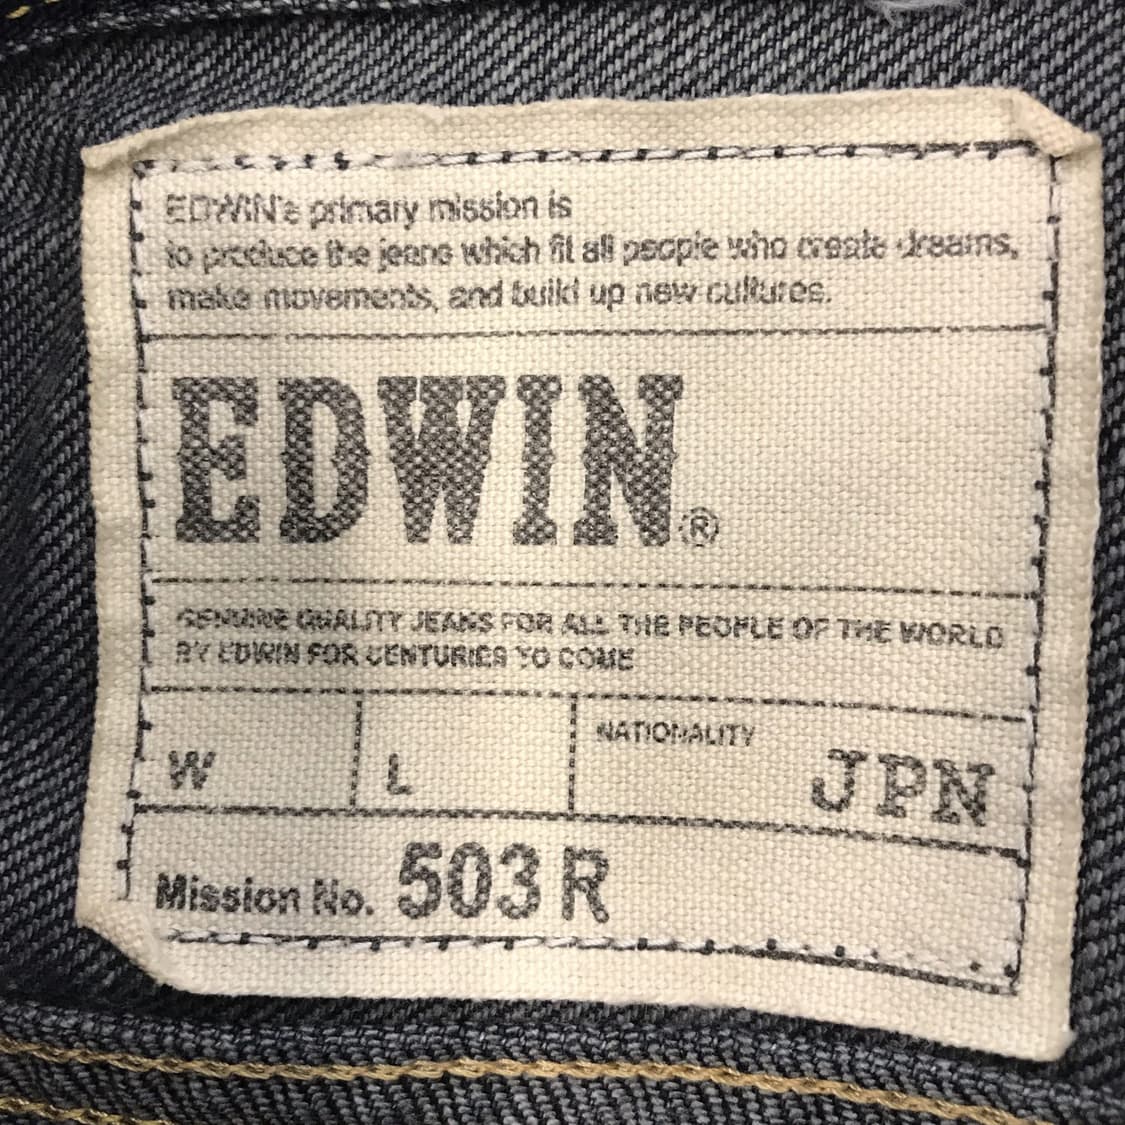 EDWIN's primary mission is
to produce the jeans which fit all people who create dreams,
make movements, and build up new cultures.
EDWIN®
GENUINE QUALITY JEANS FOR ALL THE PEOPLE OF THE WORLD
BY EDWIN FOR CENTURIES TO COME
W L NATIONALITY JPN
Mission No. 503 R